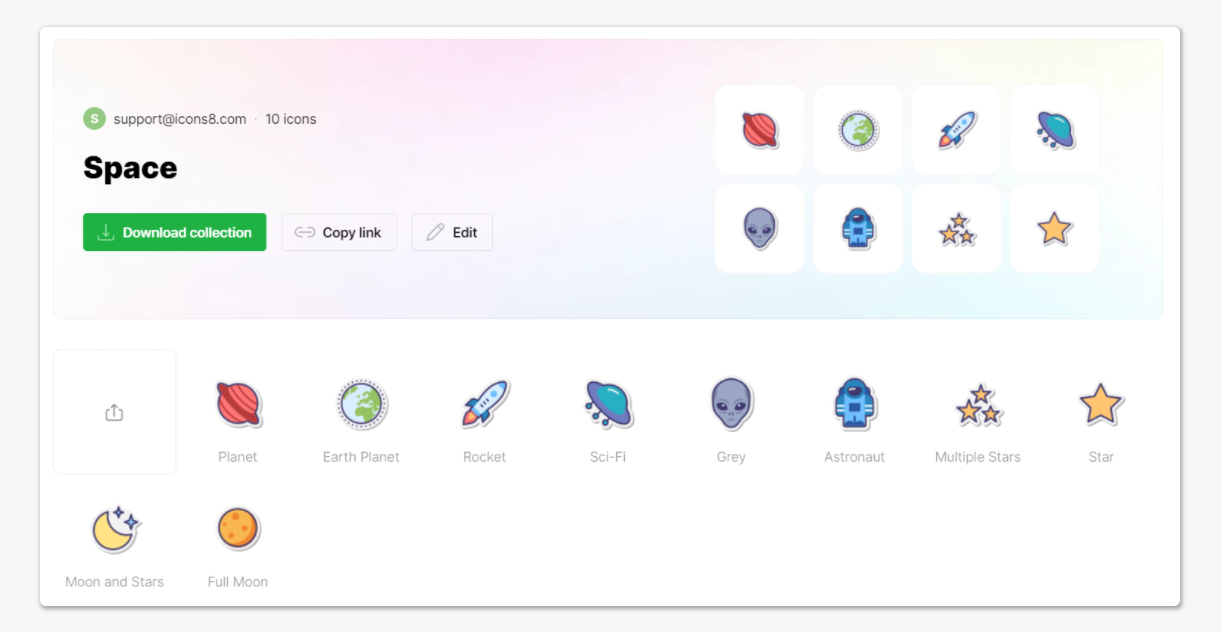 S support@icons8.com · 10 icons
Space
Download collection Copy link Edit
Planet Earth Planet Rocket Sci-Fi Grey Astronaut Multiple Stars Star
Moon and Stars Full Moon